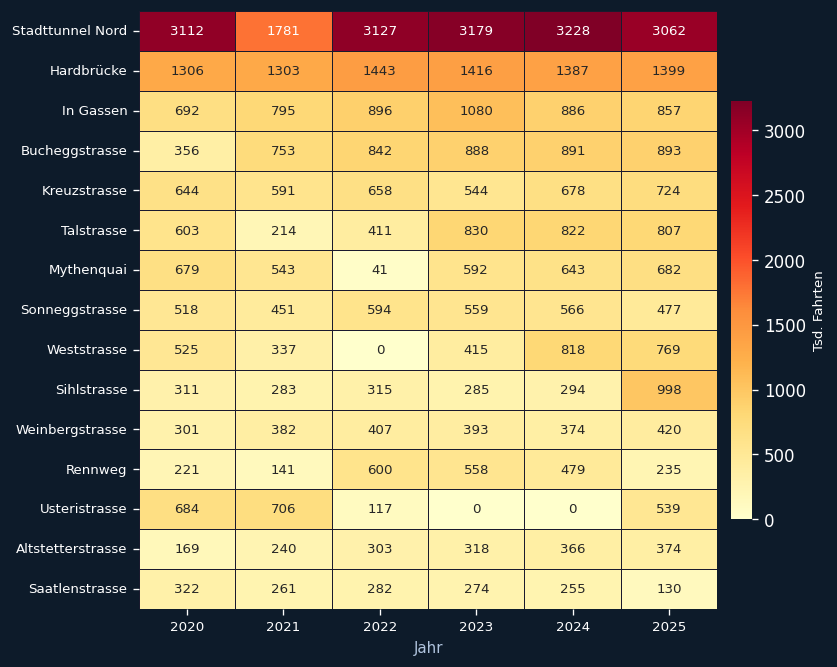 Stadttunnel Nord 3112 1781 3127 3179 3228 3062
Hardbrücke 1306 1303 1443 1416 1387 1399
In Gassen 692 795 896 1080 886 857
Bucheggstrasse 356 753 842 888 891 893
Kreuzstrasse 644 591 658 544 678 724
Talstrasse 603 214 411 830 822 807
Mythenquai 679 543 41 592 643 682
Sonneggstrasse 518 451 594 559 566 477
Weststrasse 525 337 0 415 818 769
Sihlstrasse 311 283 315 285 294 998
Weinbergstrasse 301 382 407 393 374 420
Rennweg 221 141 600 558 479 235
Usteristrasse 684 706 117 0 0 539
Altstetterstrasse 169 240 303 318 366 374
Saatlenstrasse 322 261 282 274 255 130
2020 2021 2022 2023 2024 2025
Jahr
3000
2500
2000
1500
1000
500
0
Tsd. Fahrten